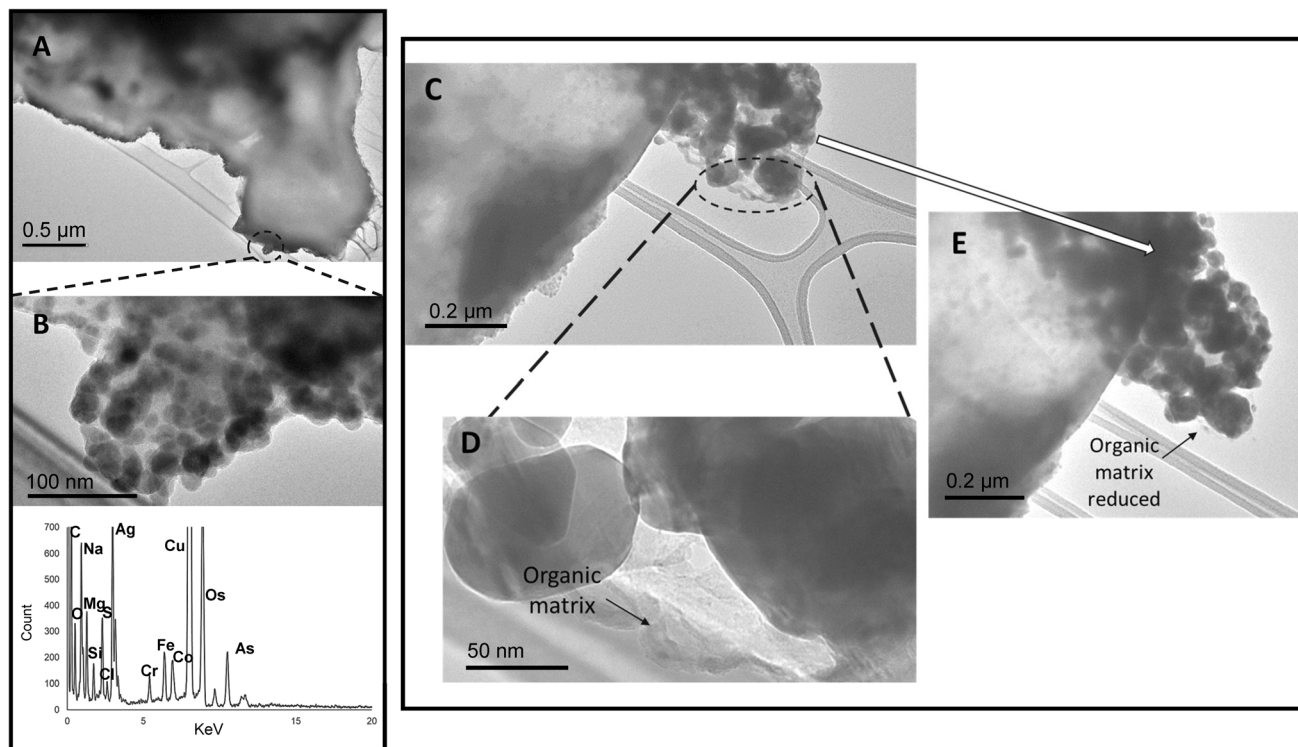 A
0.5 µm
B
100 nm
700
600
500
400
300
200
100
0
Count
C
Na
O
Mg
S
Si
Cl
Ag
Cr
Fe
Co
Cu
Os
As
0
5
10
15
20
KeV
C
0.2 µm
D
Organic
matrix
50 nm
E
Organic
matrix
reduced
0.2 µm